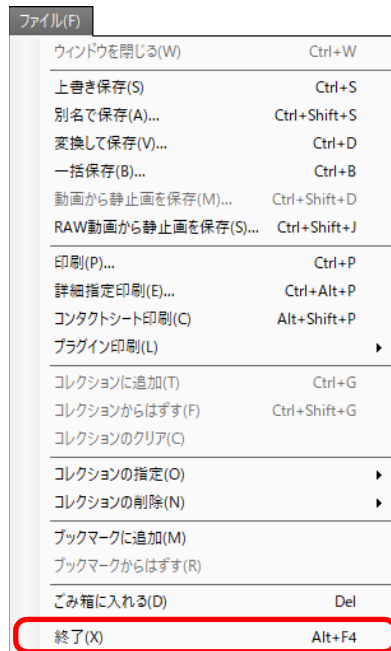 ファイル(F)
ウィンドウを閉じる(W) Ctrl+W
上書き保存(S) Ctrl+S
別名で保存(A)... Ctrl+Shift+S
変換して保存(V)... Ctrl+D
一括保存(B)... Ctrl+B
動画から静止画を保存(M)... Ctrl+Shift+D
RAW動画から静止画を保存(S)... Ctrl+Shift+J
印刷(P)... Ctrl+P
詳細指定印刷(E)... Ctrl+Alt+P
コンタクトシート印刷(C) Alt+Shift+P
プラグイン印刷(L)
コレクションに追加(T) Ctrl+G
コレクションからはずす(F) Ctrl+Shift+G
コレクションのクリア(C)
コレクションの指定(O)
コレクションの削除(N)
ブックマークに追加(M)
ブックマークからはずす(R)
ごみ箱に入れる(D) Del
終了(X) Alt+F4